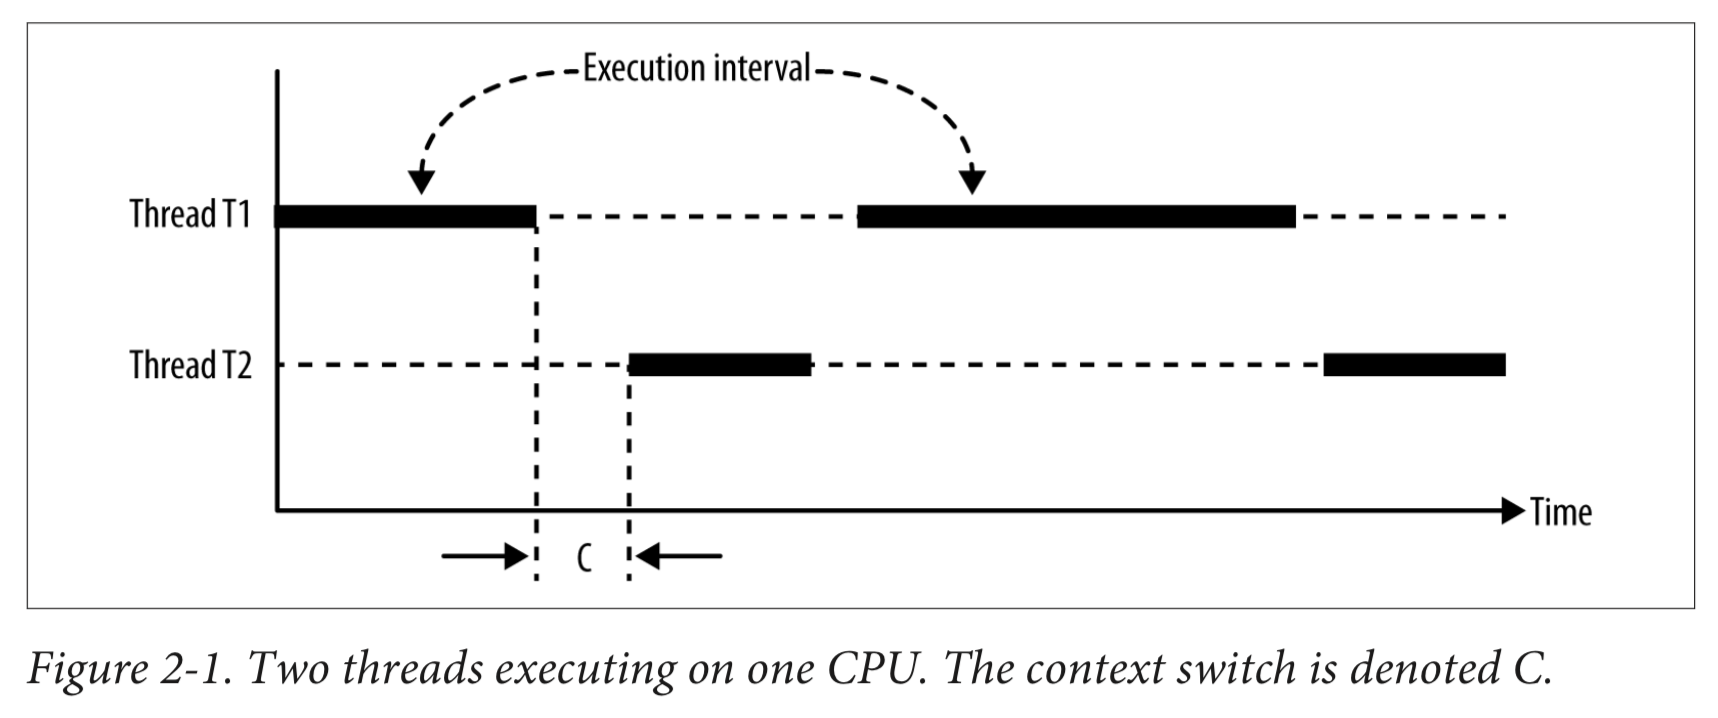 Execution interval
Thread T1
Thread T2
Time
C
Figure 2-1. Two threads executing on one CPU. The context switch is denoted C.